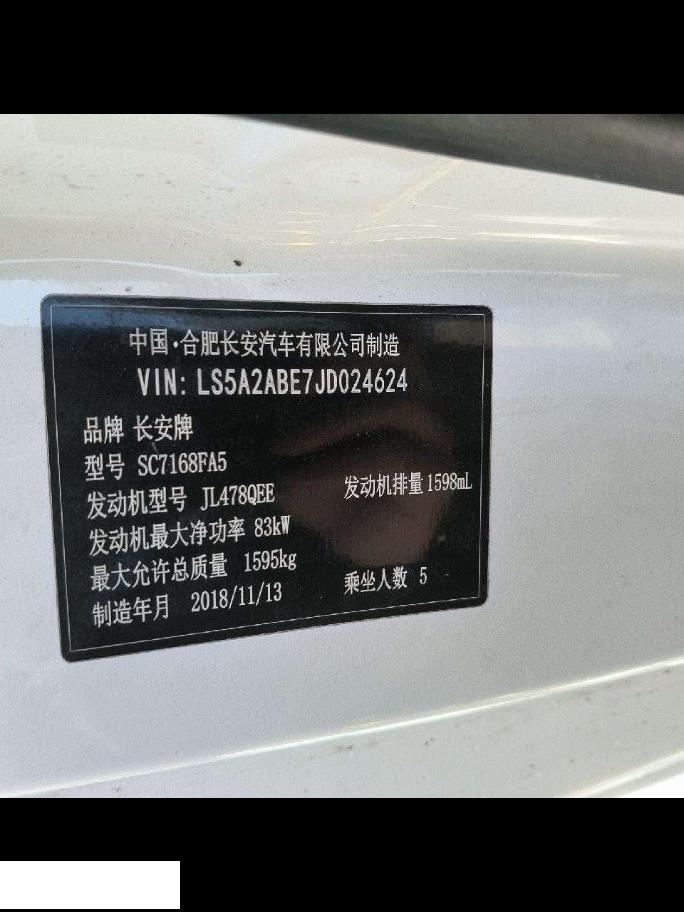 中国·合肥长安汽车有限公司制造
VIN: LS5A2ABE7JD024624
品牌 长安牌
型号 SC7168FA5
发动机型号 JL478QEE 发动机排量 1598mL
发动机最大净功率 83kW
最大允许总质量 1595kg
制造年月 2018/11/13 乘坐人数 5